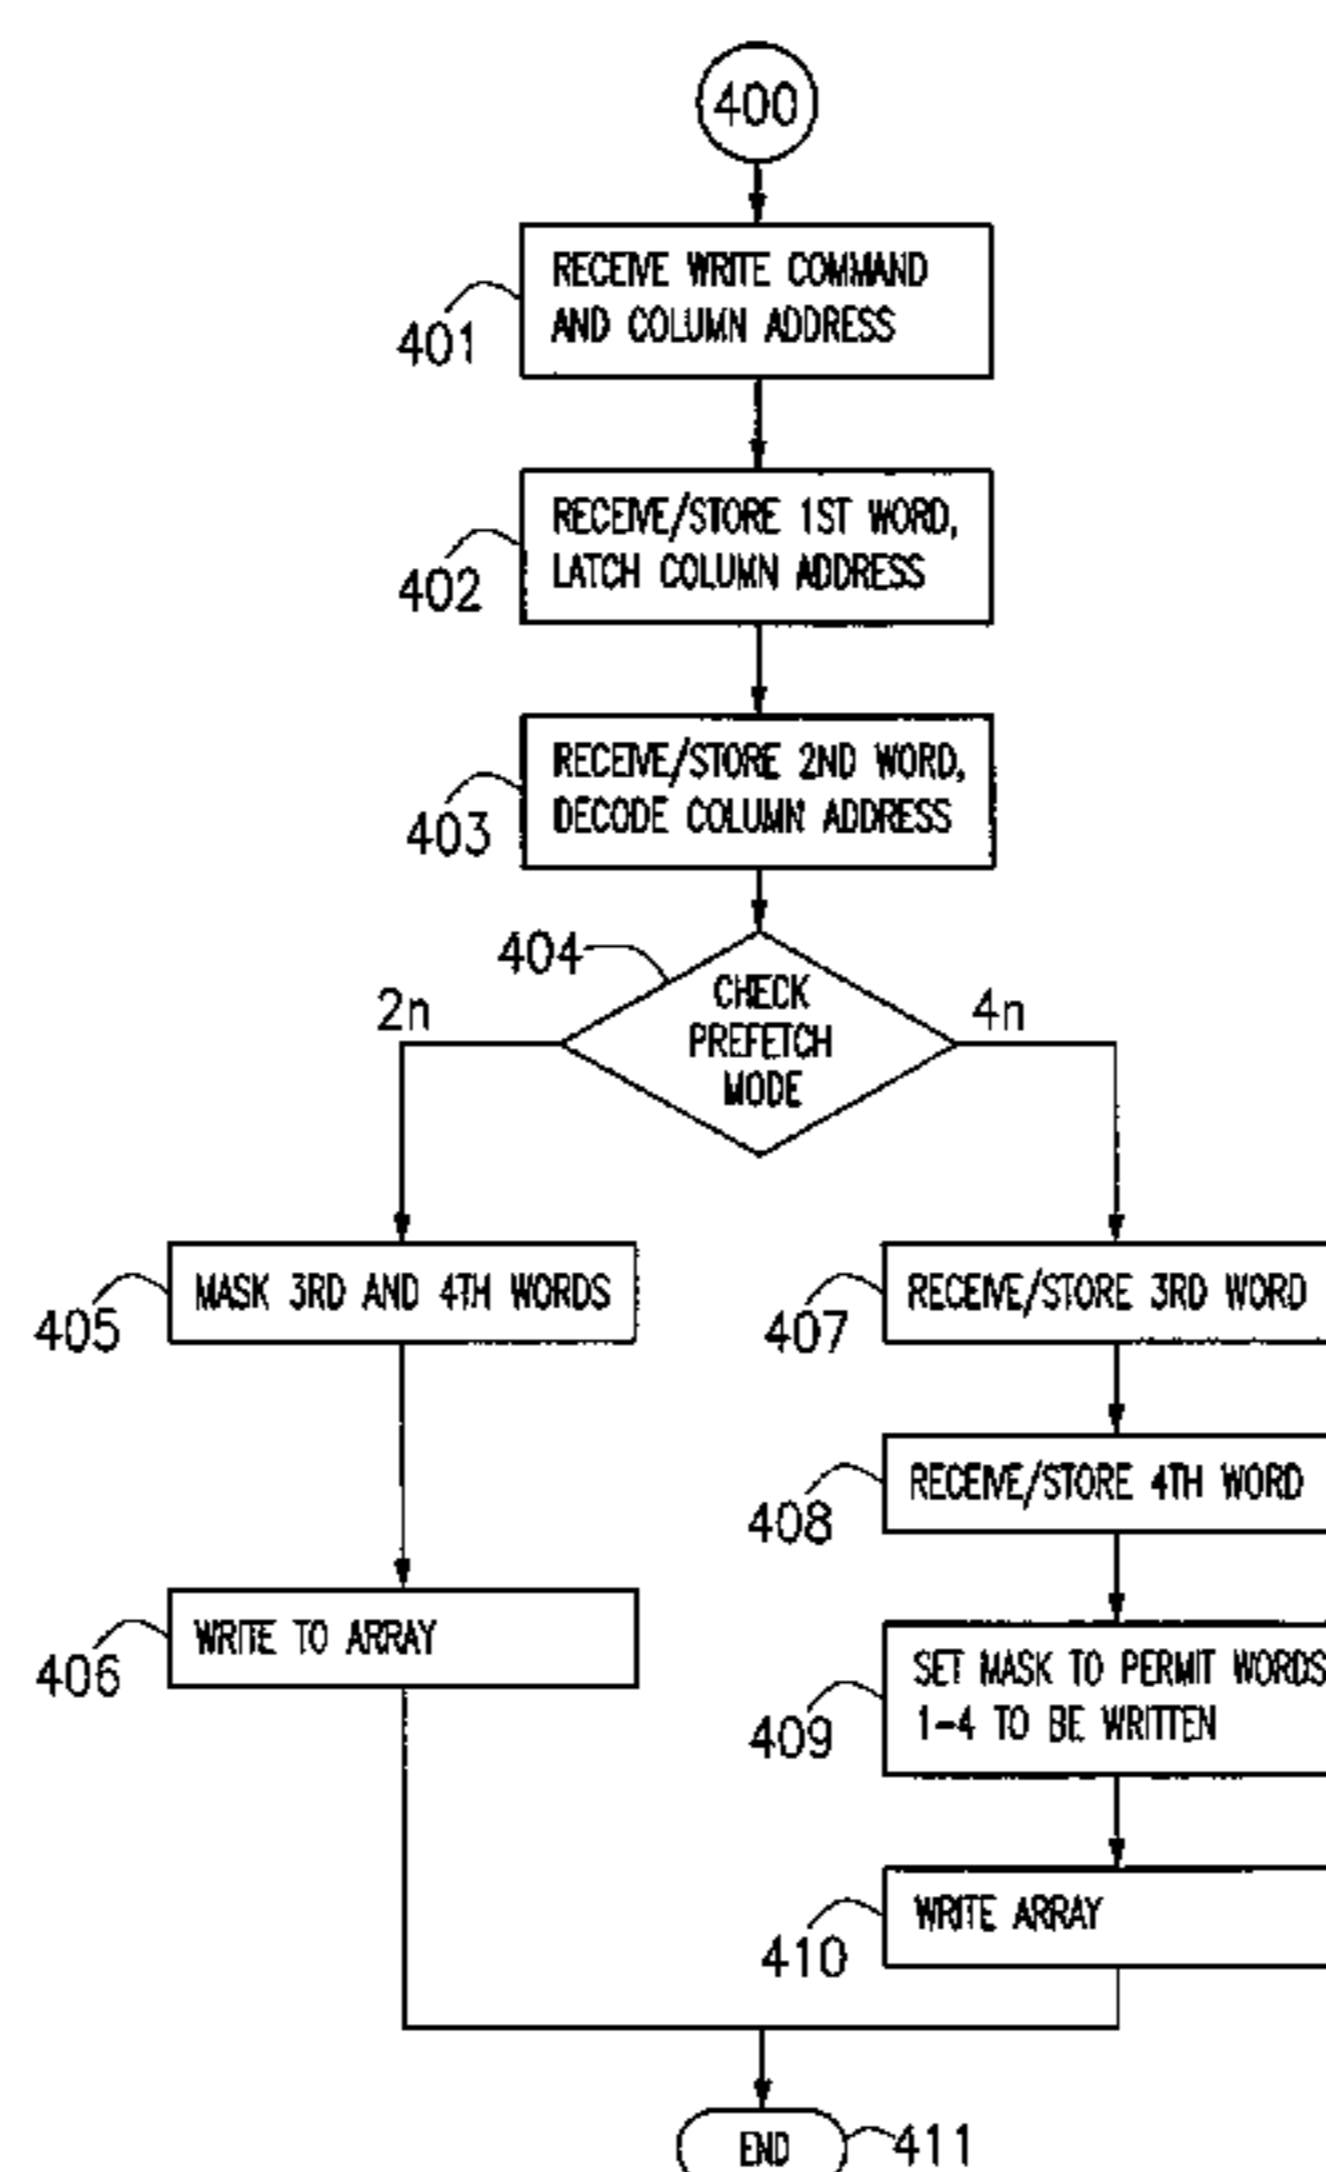 400
RECEIVE WRITE COMMAND
AND COLUMN ADDRESS
401
RECEIVE/STORE 1ST WORD,
LATCH COLUMN ADDRESS
402
RECEIVE/STORE 2ND WORD,
DECODE COLUMN ADDRESS
403
404
CHECK
PREFETCH
MODE
2n
4n
MASK 3RD AND 4TH WORDS
405
WRITE TO ARRAY
406
RECEIVE/STORE 3RD WORD
407
RECEIVE/STORE 4TH WORD
408
SET MASK TO PERMIT WORDS
1-4 TO BE WRITTEN
409
WRITE ARRAY
410
END
411